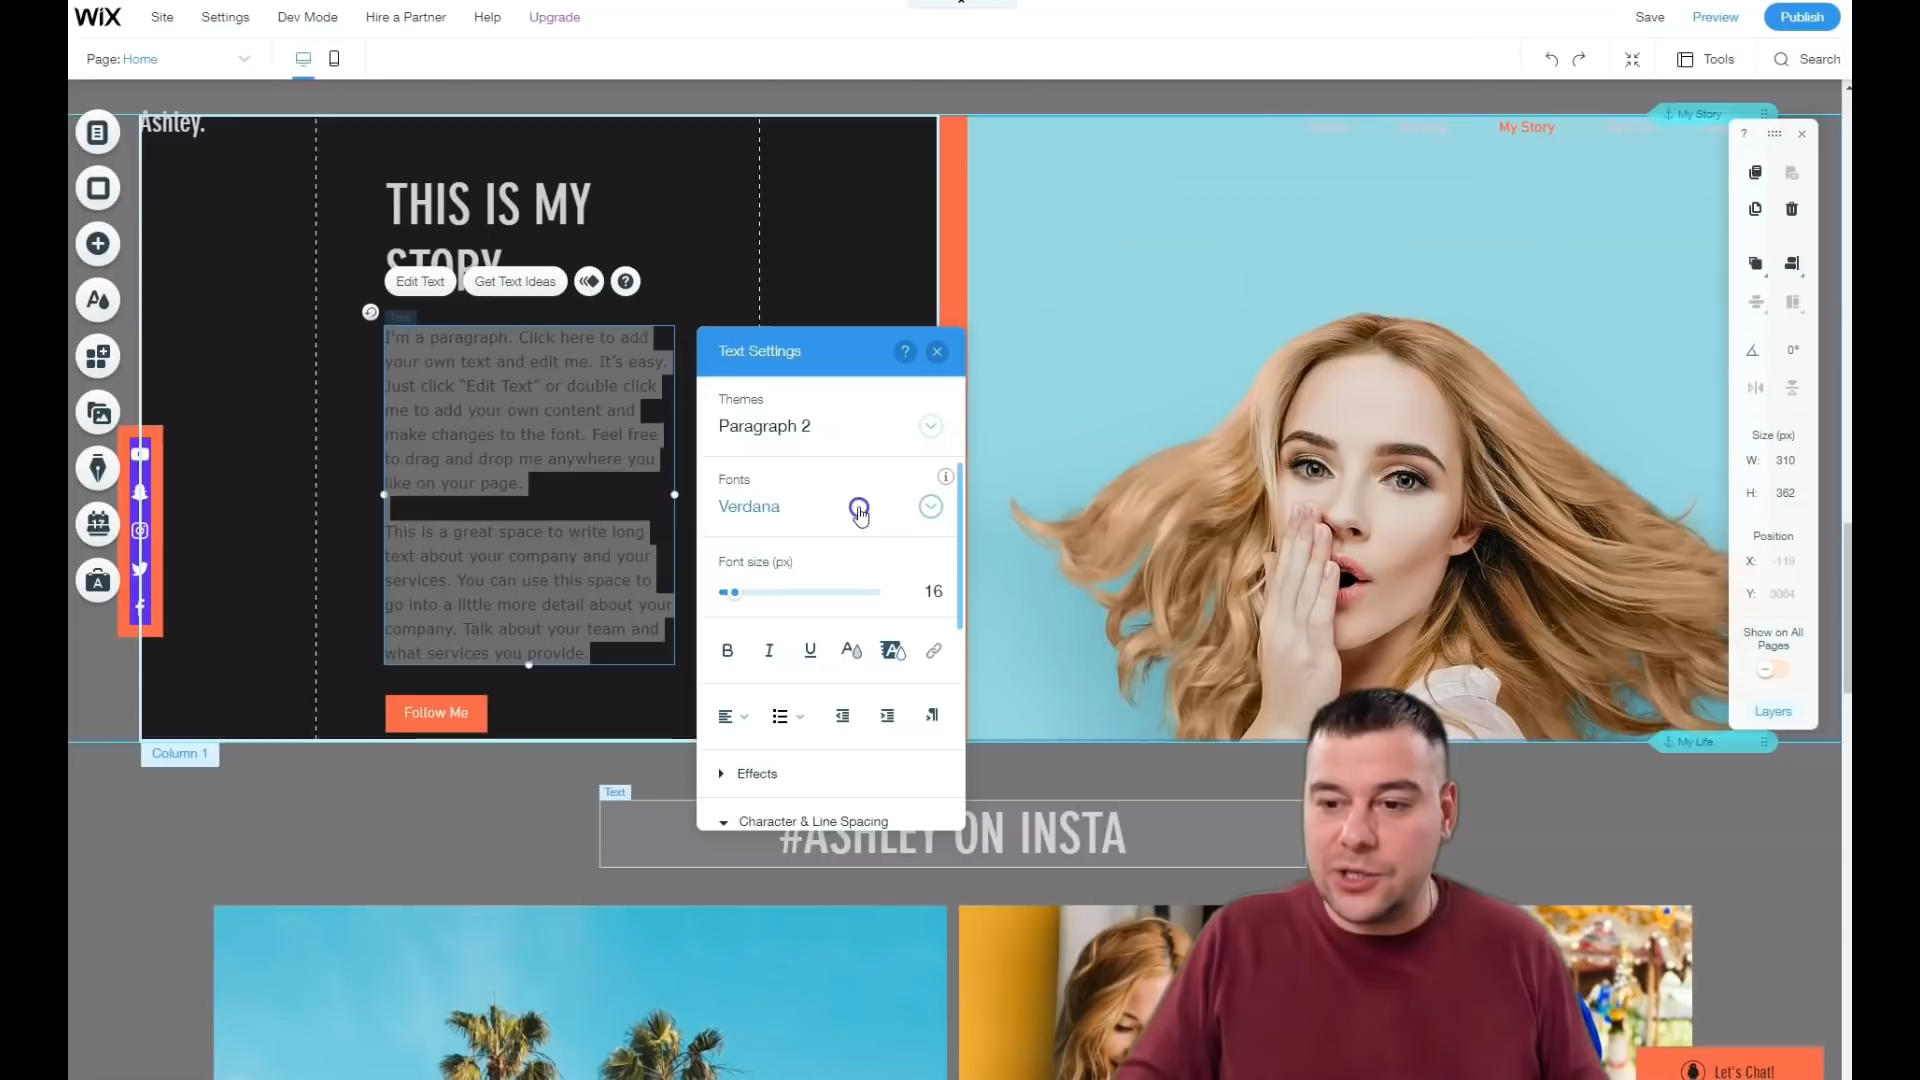 WiX
Site
Settings
Dev Mode
Hire a Partner
Help
Upgrade
Save
Preview
Publish
Page: Home
Tools
Search
Ashley.
My Story
My Story
THIS IS MY
STORY
Edit Text
Get Text Ideas
I'm a paragraph. Click here to add
your own text and edit me. It's easy.
Just click "Edit Text" or double click
me to add your own content and
make changes to the font. Feel free
to drag and drop me anywhere you
like on your page.
This is a great space to write long
text about your company and your
services. You can use this space to
go into a little more detail about your
company. Talk about your team and
what services you provide.
Follow Me
Column 1
Text Settings
?
Themes
Paragraph 2
Fonts
Verdana
Font size (px)
16
B
I
U
Effects
Character & Line Spacing
?
0°
Size (px)
W: 310
H: 362
Position
X: -119
Y: 3064
Show on All
Pages
Layers
My Life
Text
#ASHLEY ON INSTA
Let's Chat!
17